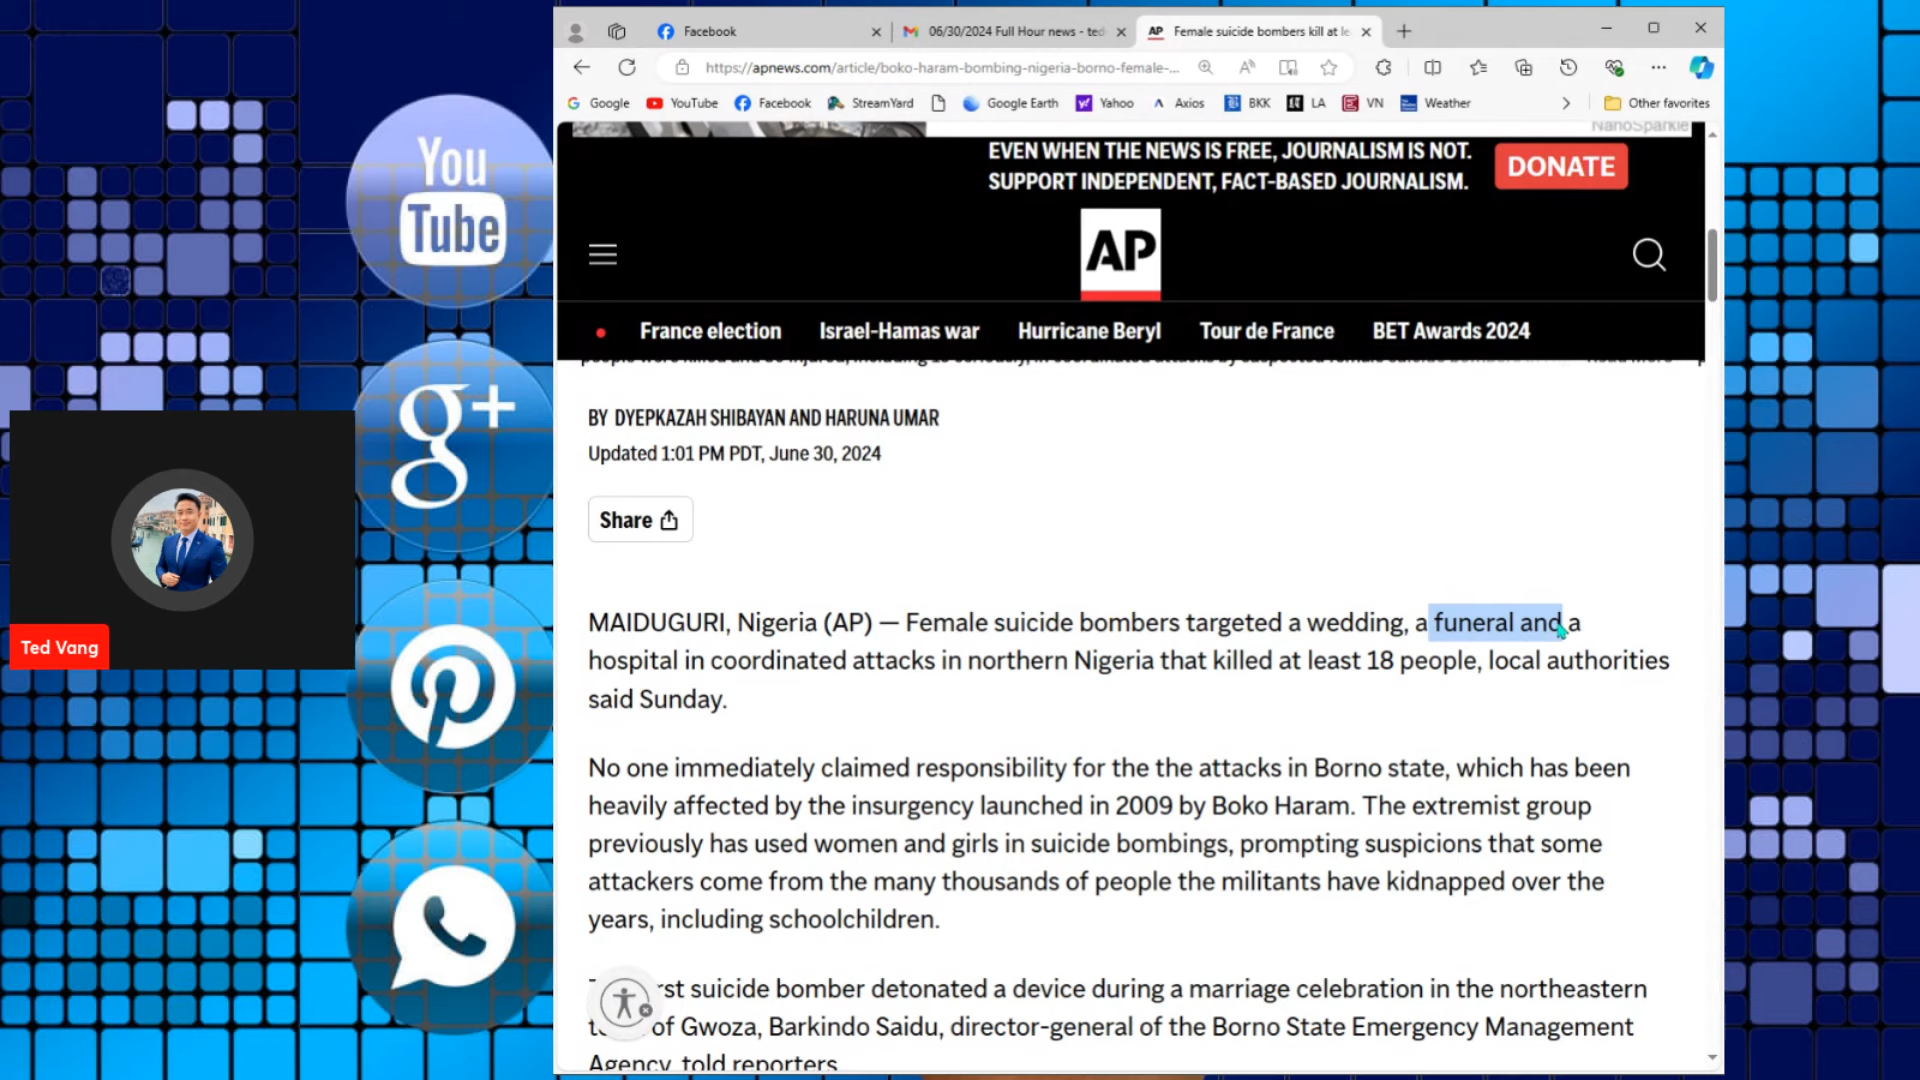 Facebook
06/30/2024 Full Hour news - ted
AP Female suicide bombers kill at le
https://apnews.com/article/boko-haram-bombing-nigeria-borno-female-...
Google YouTube Facebook StreamYard Google Earth Yahoo Axios BKK LA VN Weather Other favorites
NanoSparkle
EVEN WHEN THE NEWS IS FREE, JOURNALISM IS NOT.
SUPPORT INDEPENDENT, FACT-BASED JOURNALISM.
DONATE
AP
France election Israel-Hamas war Hurricane Beryl Tour de France BET Awards 2024
BY DYEPKAZAH SHIBAYAN AND HARUNA UMAR
Updated 1:01 PM PDT, June 30, 2024
Share
MAIDUGURI, Nigeria (AP) — Female suicide bombers targeted a wedding, a funeral and a
hospital in coordinated attacks in northern Nigeria that killed at least 18 people, local authorities
said Sunday.
No one immediately claimed responsibility for the the attacks in Borno state, which has been
heavily affected by the insurgency launched in 2009 by Boko Haram. The extremist group
previously has used women and girls in suicide bombings, prompting suspicions that some
attackers come from the many thousands of people the militants have kidnapped over the
years, including schoolchildren.
rst suicide bomber detonated a device during a marriage celebration in the northeastern
of Gwoza, Barkindo Saidu, director-general of the Borno State Emergency Management
Agency, told reporters
You
Tube
g+
Ted Vang